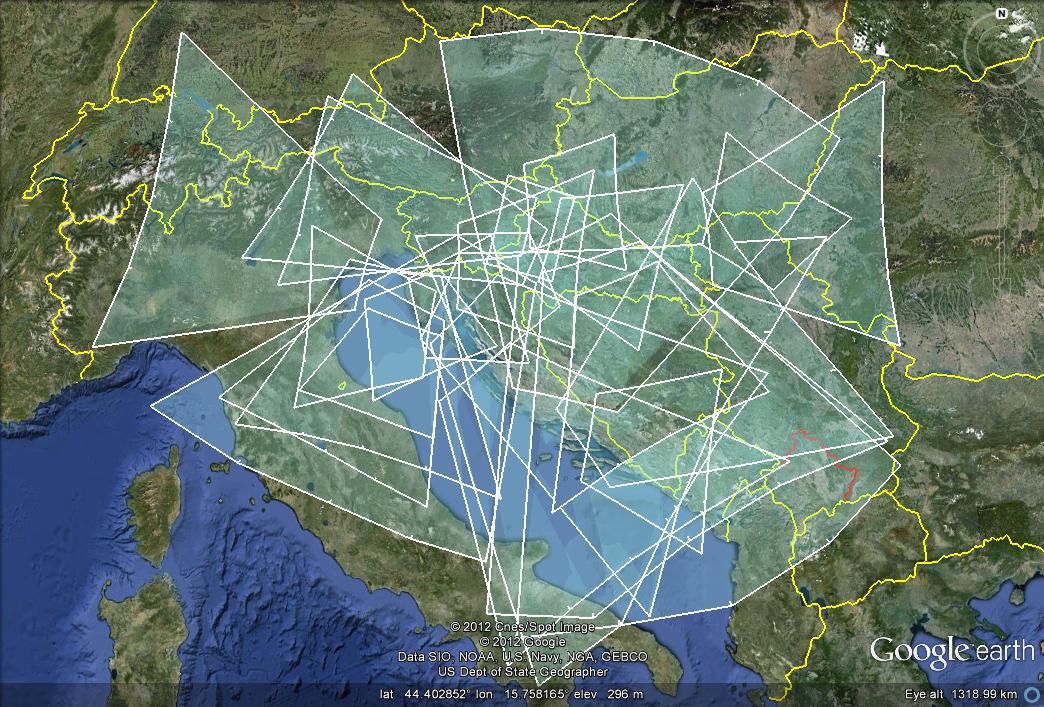 N
© 2012 Cnes/Spot Image
© 2012 Google
Data SIO, NOAA, U.S. Navy, NGA, GEBCO
US Dept of State Geographer
Google earth
lat 44.402852° lon 15.758165° elev 296 m
Eye alt 1318.99 km